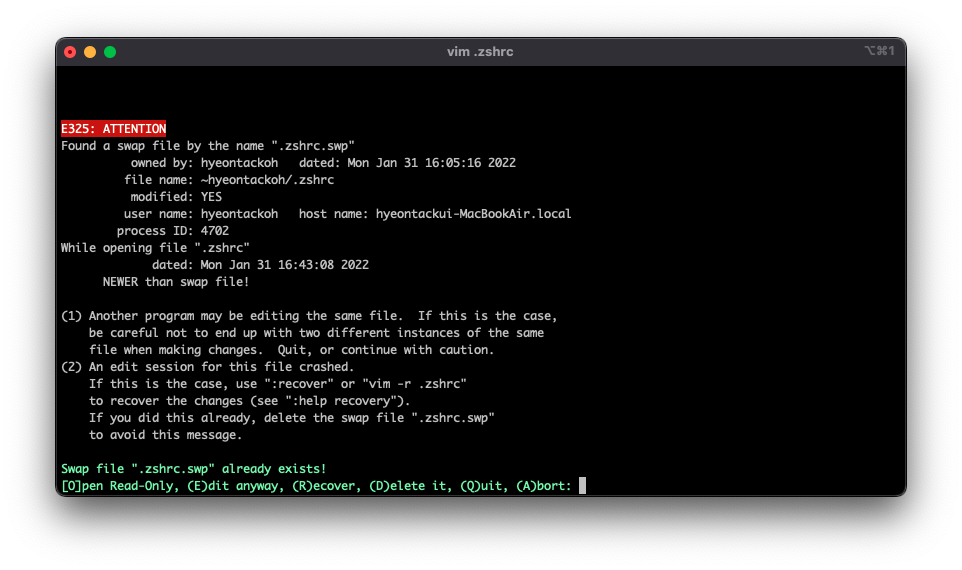 vim .zshrc
⌥⌘1
E325: ATTENTION
Found a swap file by the name ".zshrc.swp"
owned by: hyeontackoh   dated: Mon Jan 31 16:05:16 2022
file name: ~hyeontackoh/.zshrc
modified: YES
user name: hyeontackoh   host name: hyeontackui-MacBookAir.local
process ID: 4702
While opening file ".zshrc"
dated: Mon Jan 31 16:43:08 2022
NEWER than swap file!
(1) Another program may be editing the same file.  If this is the case,
be careful not to end up with two different instances of the same
file when making changes.  Quit, or continue with caution.
(2) An edit session for this file crashed.
If this is the case, use ":recover" or "vim -r .zshrc"
to recover the changes (see ":help recovery").
If you did this already, delete the swap file ".zshrc.swp"
to avoid this message.
Swap file ".zshrc.swp" already exists!
[O]pen Read-Only, (E)dit anyway, (R)ecover, (D)elete it, (Q)uit, (A)bort: